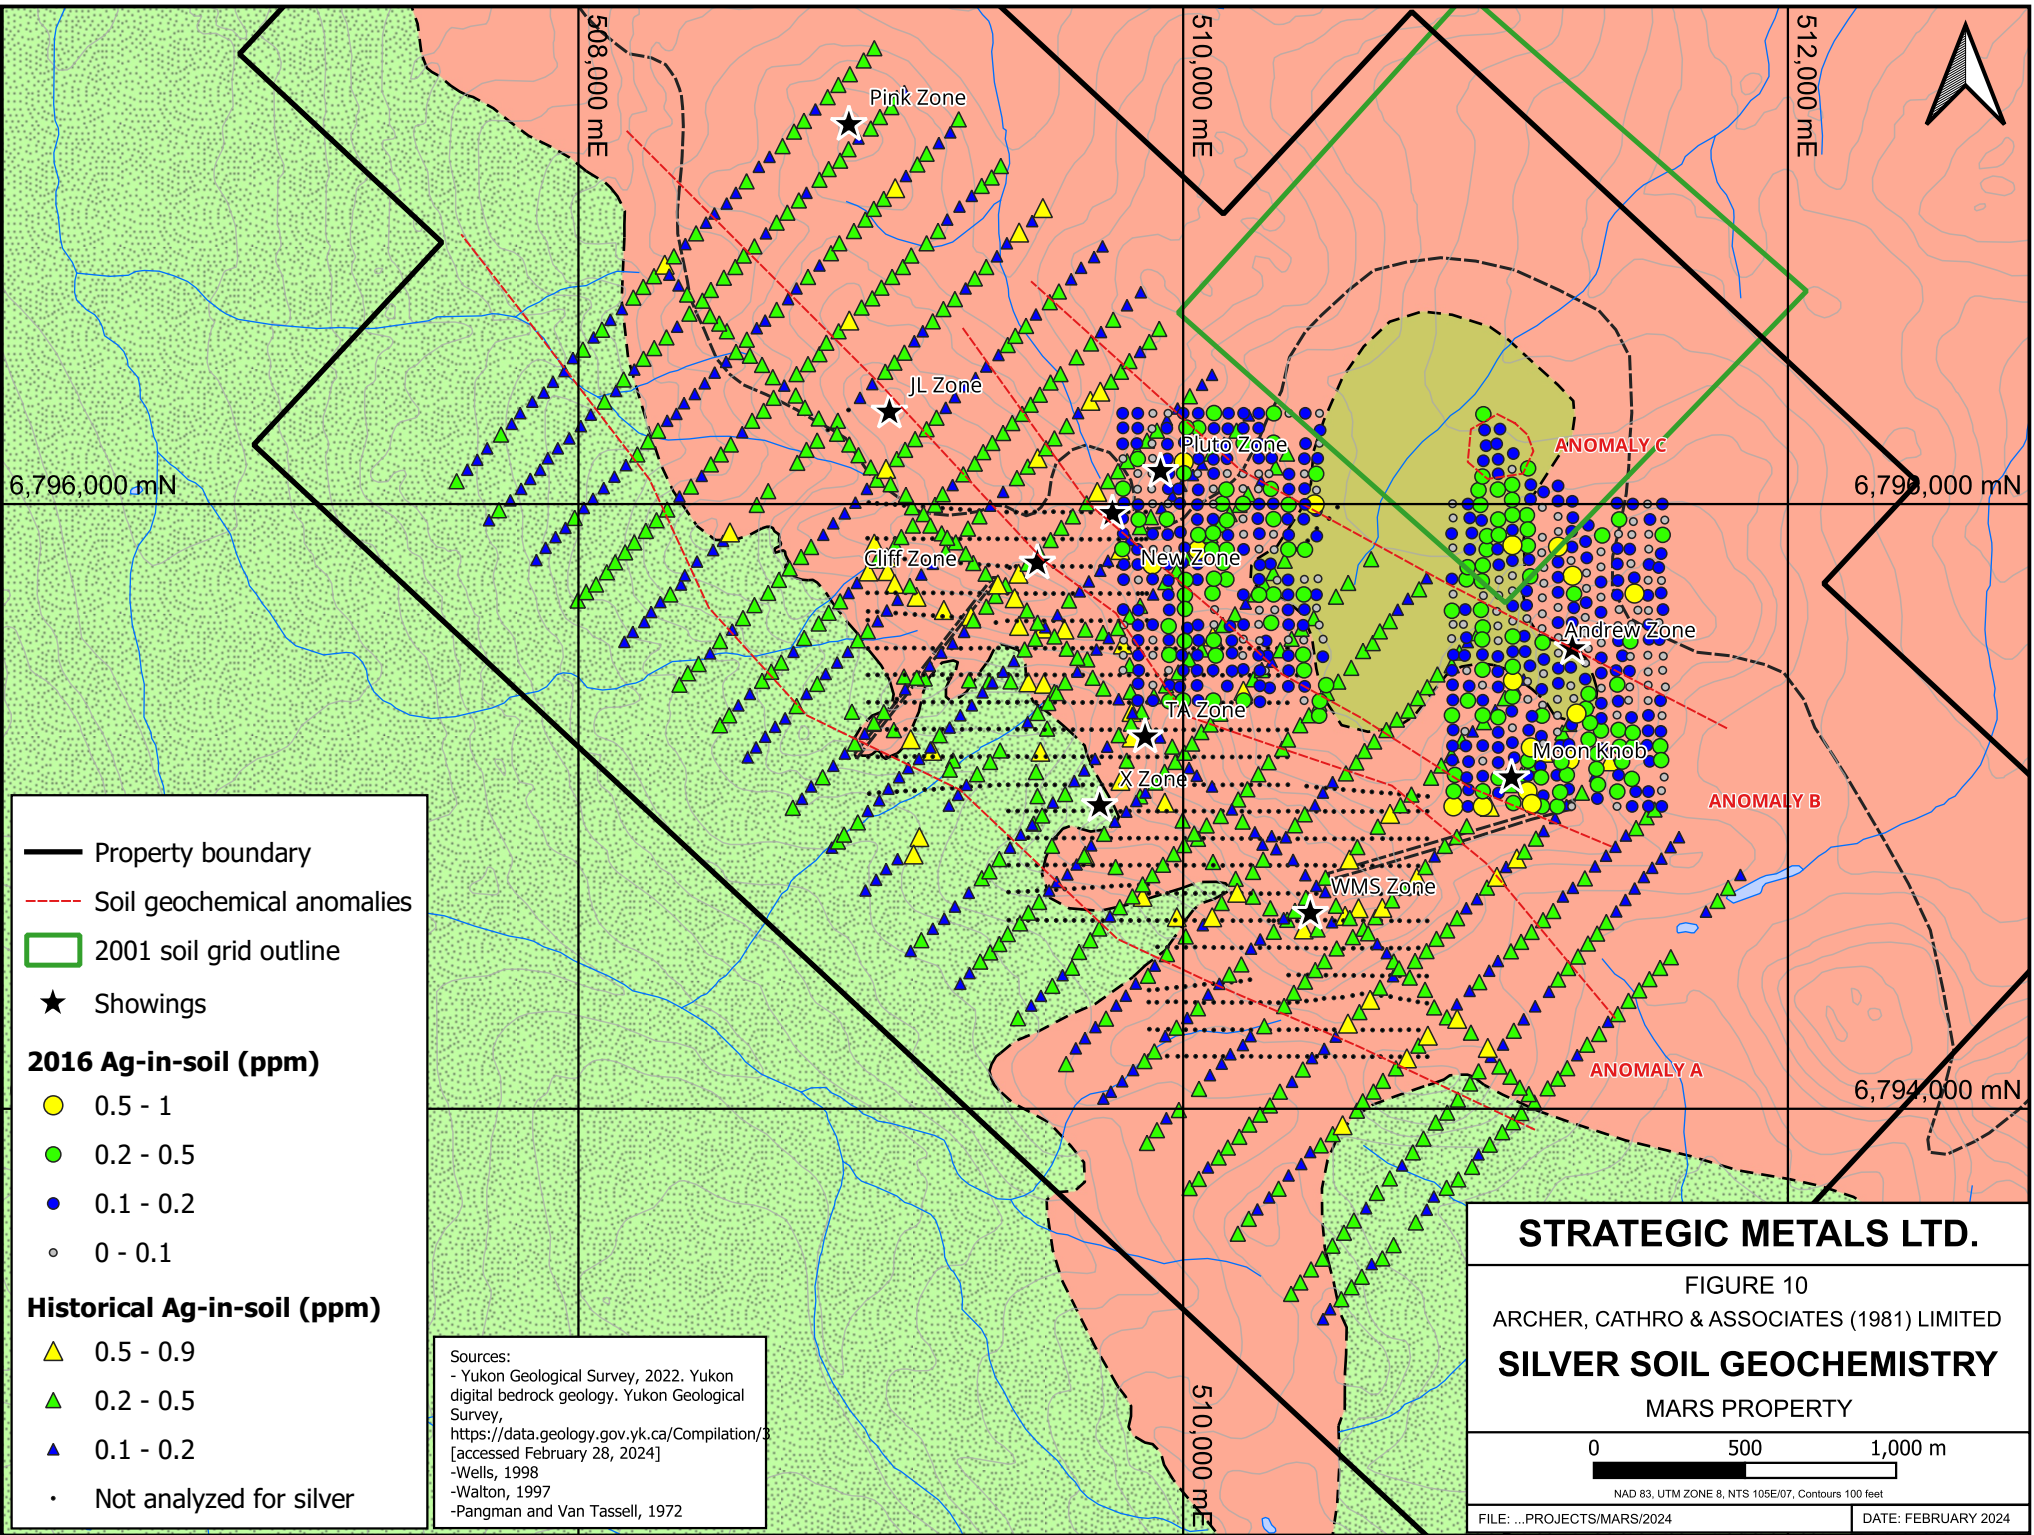 508,000 mE
510,000 mE
512,000 mE
Pink Zone
JL Zone
Pluto Zone
ANOMALY C
6,796,000 mN
6,796,000 mN
Cliff Zone
New Zone
Andrew Zone
TA Zone
Moon Knob
X Zone
ANOMALY B
WMS Zone
ANOMALY A
6,794,000 mN
510,000 mE
Property boundary
Soil geochemical anomalies
2001 soil grid outline
Showings
2016 Ag-in-soil (ppm)
0.5 - 1
0.2 - 0.5
0.1 - 0.2
0 - 0.1
Historical Ag-in-soil (ppm)
0.5 - 0.9
0.2 - 0.5
0.1 - 0.2
Not analyzed for silver
Sources:
- Yukon Geological Survey, 2022. Yukon
digital bedrock geology. Yukon Geological
Survey,
https://data.geology.gov.yk.ca/Compilation/3
[accessed February 28, 2024]
-Wells, 1998
-Walton, 1997
-Pangman and Van Tassell, 1972
STRATEGIC METALS LTD.
FIGURE 10
ARCHER, CATHRO & ASSOCIATES (1981) LIMITED
SILVER SOIL GEOCHEMISTRY
MARS PROPERTY
0 500 1,000 m
NAD 83, UTM ZONE 8, NTS 105E/07, Contours 100 feet
FILE: ...PROJECTS/MARS/2024
DATE: FEBRUARY 2024